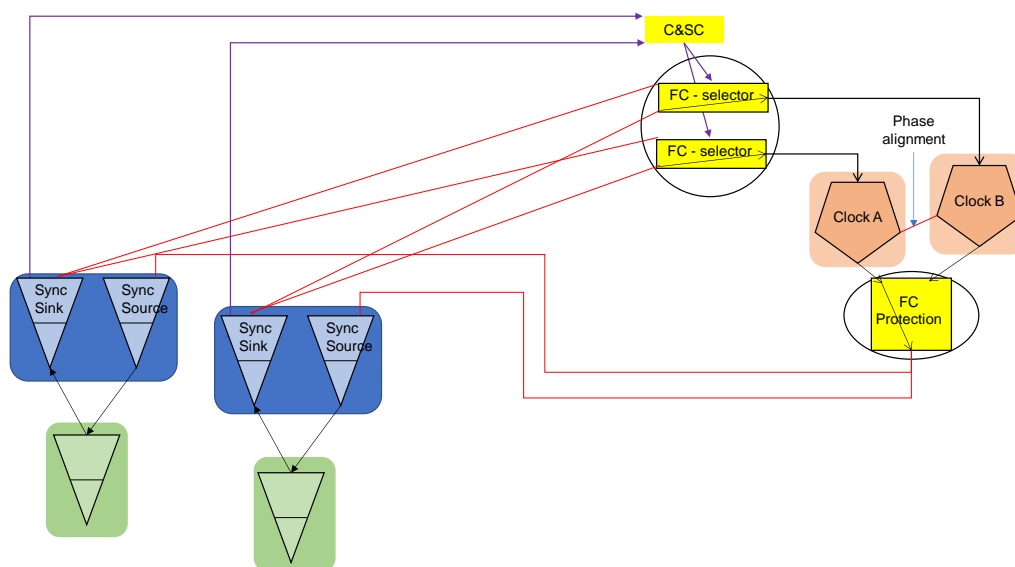 C&SC
FC - selector
FC - selector
Phase
alignment
Clock A
Clock B
Sync
Sink
Sync
Source
Sync
Sink
Sync
Source
FC
Protection